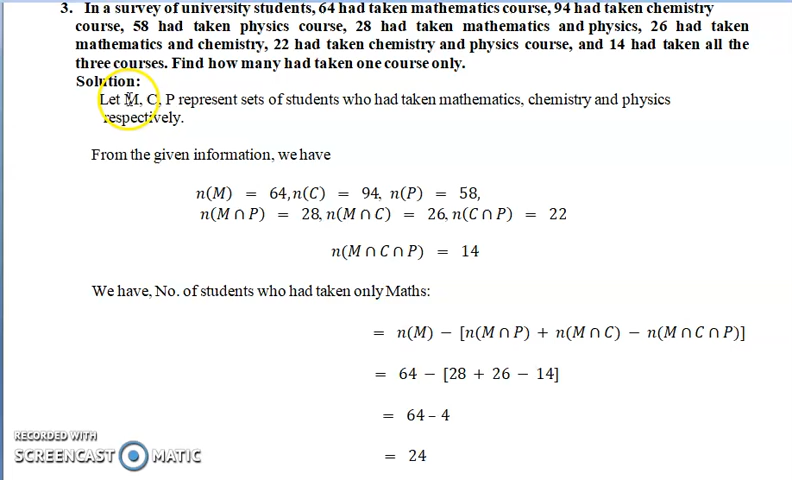 3. In a survey of university students, 64 had taken mathematics course, 94 had taken chemistry
course, 58 had taken physics course, 28 had taken mathematics and physics, 26 had taken
mathematics and chemistry, 22 had taken chemistry and physics course, and 14 had taken all the
three courses. Find how many had taken one course only.
Solution:
Let M, C, P represent sets of students who had taken mathematics, chemistry and physics
respectively.
From the given information, we have
n(M) = 64,n(C) = 94, n(P) = 58,
n(M ∩ P) = 28, n(M ∩ C) = 26, n(C ∩ P) = 22
n(M ∩ C ∩ P) = 14
We have, No. of students who had taken only Maths:
= n(M) − [n(M ∩ P) + n(M ∩ C) − n(M ∩ C ∩ P)]
= 64 − [28 + 26 − 14]
= 64 – 4
= 24
RECORDED WITH
SCREENCAST MATIC